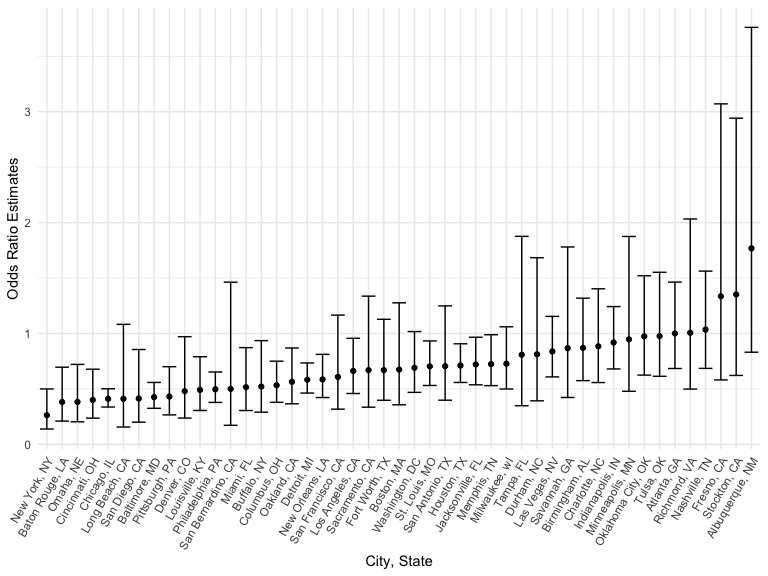 Odds Ratio Estimates
3
2
1
0
New York, NY
Baton Rouge, LA
Omaha, NE
Cincinnati, OH
Chicago, IL
Long Beach, CA
San Diego, CA
Baltimore, MD
Pittsburgh, PA
Denver, CO
Louisville, KY
Philadelphia, PA
San Bernardino, CA
Miami, FL
Buffalo, NY
Columbus, OH
Oakland, CA
Detroit, MI
New Orleans, LA
San Francisco, CA
Los Angeles, CA
Sacramento, CA
Fort Worth, TX
Boston, MA
Washington, DC
St. Louis, MO
San Antonio, TX
Houston, TX
Jacksonville, FL
Memphis, TN
Milwaukee, wI
Tampa, FL
Durham, NC
Las Vegas, NV
Savannah, GA
Birmingham, AL
Charlotte, NC
Indianapolis, IN
Minneapolis, MN
Oklahoma City, OK
Tulsa, OK
Atlanta, GA
Richmond, VA
Nashville, TN
Fresno, CA
Stockton, CA
Albuquerque, NM
City, State